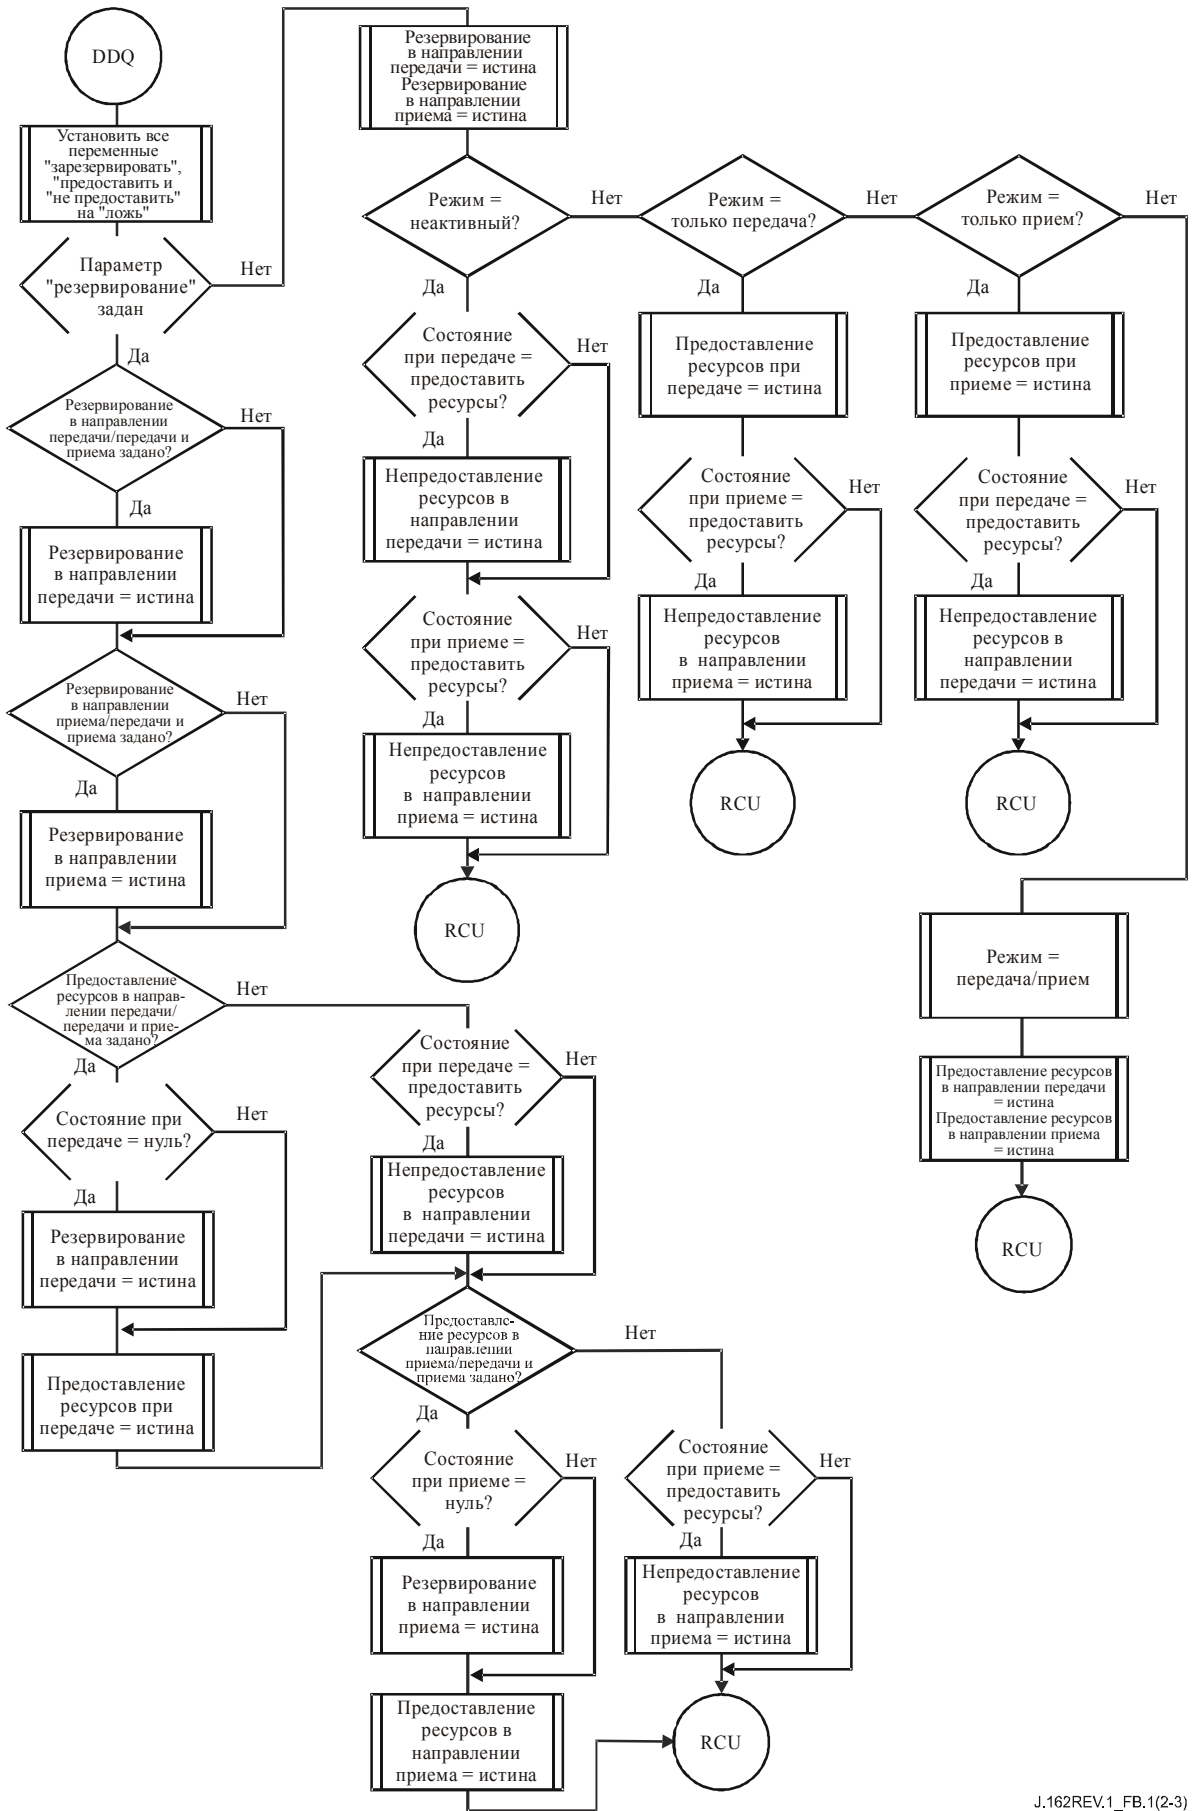 DDQ
Установить все
переменные
"зарезервировать",
"предоставить и
"не предоставить"
на "ложь"
Параметр
"резервирование"
задан
Нет
Да
Резервирование
в направлении
передачи/передачи и
приема задано?
Нет
Да
Резервирование
в направлении
передачи = истина
Резервирование
в направлении
приема/передачи и
приема задано?
Нет
Да
Резервирование
в направлении
приема = истина
Предоставление
ресурсов в направ-
лении передачи/
передачи и прие-
ма задано?
Нет
Да
Состояние при
передаче = нуль?
Нет
Да
Резервирование
в направлении
передачи = истина
Предоставление
ресурсов при
передаче = истина
Резервирование
в направлении
передачи = истина
Резервирование
в направлении
приема = истина
Режим =
неактивный?
Нет
Да
Состояние
при передаче =
предоставить
ресурсы?
Нет
Да
Непредоставление
ресурсов в
направлении
передачи = истина
Состояние
при приеме =
предоставить
ресурсы?
Нет
Да
Непредоставление
ресурсов
в направлении
приема = истина
RCU
Режим =
только передача?
Нет
Да
Предоставление
ресурсов при
передаче = истина
Состояние
при приеме =
предоставить
ресурсы?
Нет
Да
Непредоставление
ресурсов
в направлении
приема = истина
RCU
Режим =
только прием?
Нет
Да
Предоставление
ресурсов при
приеме = истина
Состояние
при передаче =
предоставить
ресурсы?
Нет
Да
Непредоставление
ресурсов в
направлении
передачи = истина
RCU
Режим =
передача/прием
Предоставление ресурсов
в направлении передачи
= истина
Предоставление ресурсов
в направлении приема
= истина
RCU
Состояние
при передаче =
предоставить
ресурсы?
Нет
Да
Непредоставление
ресурсов
в направлении
передачи = истина
Предоставле-
ние ресурсов в
направлении
приема/передачи и
приема задано?
Нет
Да
Состояние
при приеме =
нуль?
Нет
Да
Резервирование
в направлении
приема = истина
Предоставление
ресурсов в
направлении
приема = истина
Состояние
при приеме =
предоставить
ресурсы?
Нет
Да
Непредоставление
ресурсов
в направлении
приема = истина
RCU
J.162REV.1_FB.1(2-3)